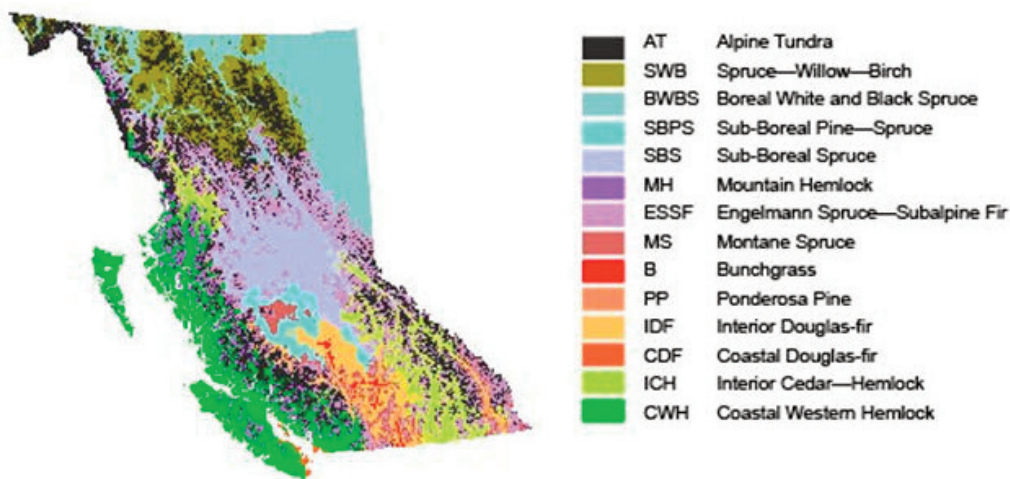 AT Alpine Tundra
SWB Spruce—Willow—Birch
BWBS Boreal White and Black Spruce
SBPS Sub-Boreal Pine—Spruce
SBS Sub-Boreal Spruce
MH Mountain Hemlock
ESSF Engelmann Spruce—Subalpine Fir
MS Montane Spruce
B Bunchgrass
PP Ponderosa Pine
IDF Interior Douglas-fir
CDF Coastal Douglas-fir
ICH Interior Cedar—Hemlock
CWH Coastal Western Hemlock